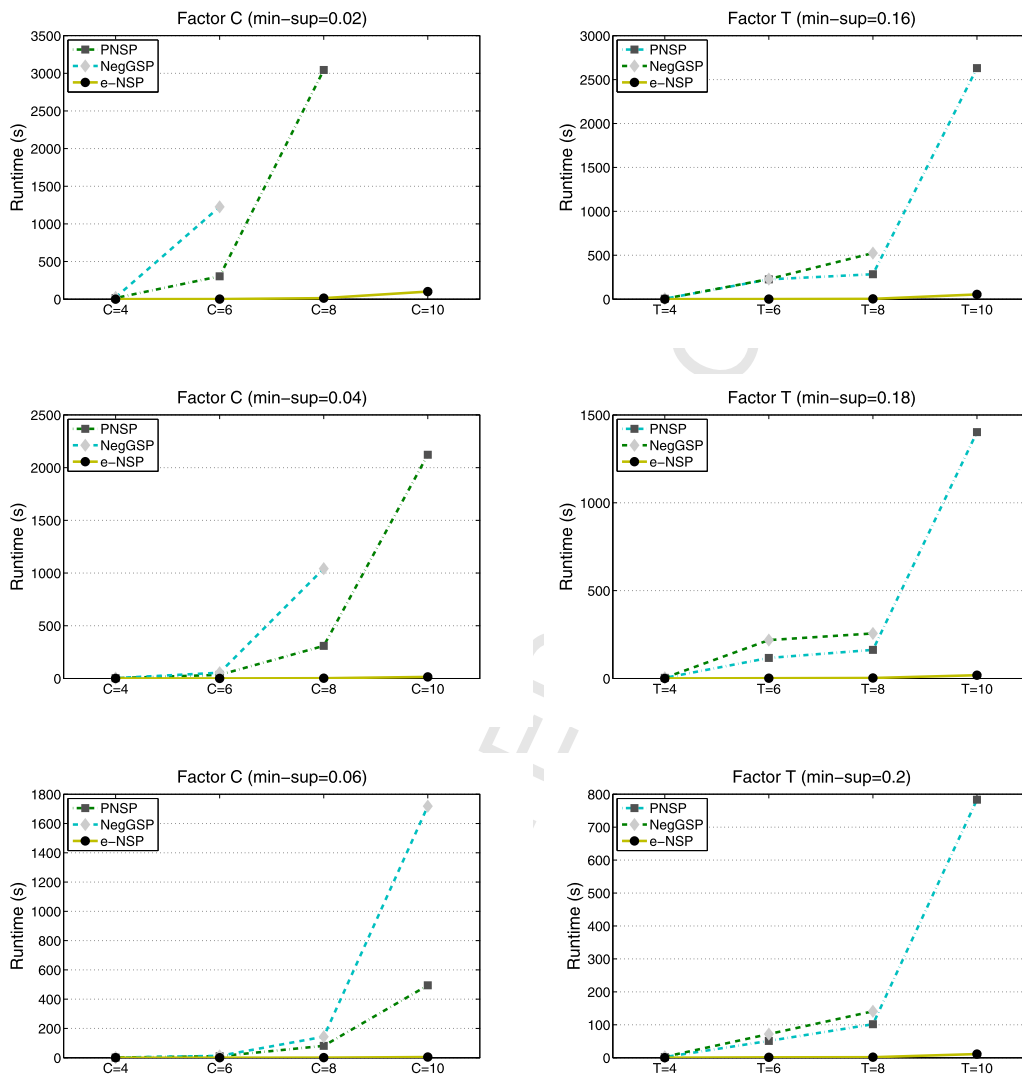 Factor C (min-sup=0.02)
3500
3000
2500
2000
1500
1000
500
0
Runtime (s)
PNSP
NegGSP
e-NSP
C=4 C=6 C=8 C=10
Factor T (min-sup=0.16)
3000
2500
2000
1500
1000
500
0
Runtime (s)
PNSP
NegGSP
e-NSP
T=4 T=6 T=8 T=10
Factor C (min-sup=0.04)
2500
2000
1500
1000
500
0
Runtime (s)
PNSP
NegGSP
e-NSP
C=4 C=6 C=8 C=10
Factor T (min-sup=0.18)
1500
1000
500
0
Runtime (s)
PNSP
NegGSP
e-NSP
T=4 T=6 T=8 T=10
Factor C (min-sup=0.06)
1800
1600
1400
1200
1000
800
600
400
200
0
Runtime (s)
PNSP
NegGSP
e-NSP
C=4 C=6 C=8 C=10
Factor T (min-sup=0.2)
800
700
600
500
400
300
200
100
0
Runtime (s)
PNSP
NegGSP
e-NSP
T=4 T=6 T=8 T=10